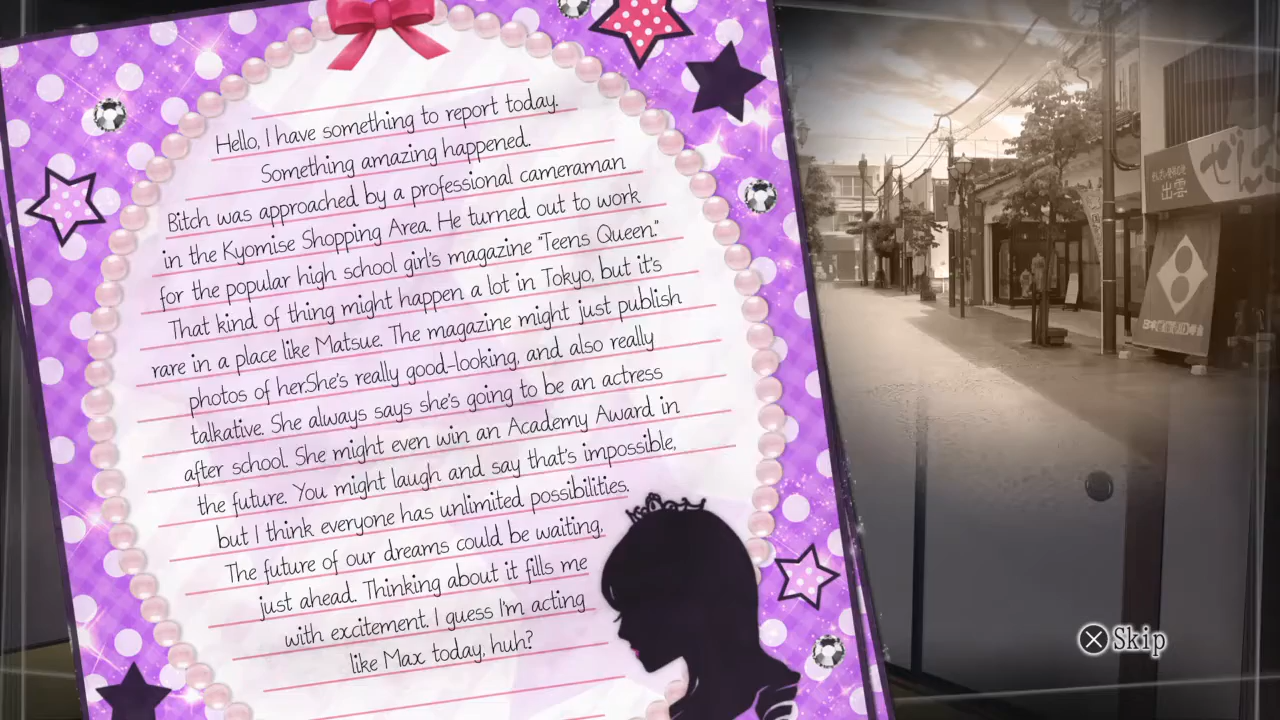 Hello, I have something to report today.
Something amazing happened.
Bitch was approached by a professional cameraman
in the Kyomise Shopping Area. He turned out to work
for the popular high school girl's magazine "Teens Queen."
That kind of thing might happen a lot in Tokyo, but it's
rare in a place like Matsue. The magazine might just publish
photos of her.She's really good-looking, and also really
talkative. She always says she's going to be an actress
after school. She might even win an Academy Award in
the future. You might laugh and say that's impossible,
but I think everyone has unlimited possibilities.
The future of our dreams could be waiting,
just ahead. Thinking about it fills me
with excitement. I guess I'm acting
like Max today, huh?
出雲
Skip